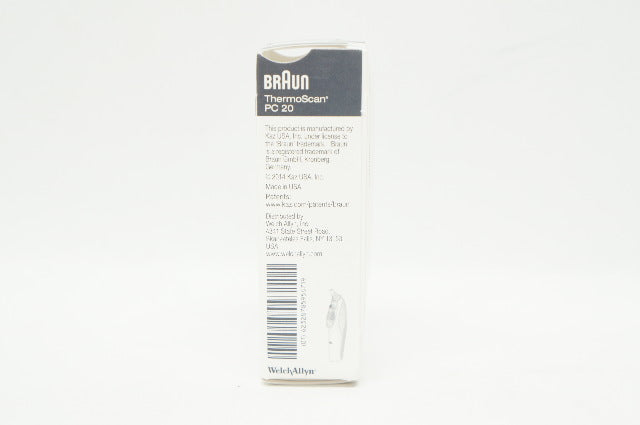 BRAUN
ThermoScan®
PC 20
This product is manufactured by
Kaz USA, Inc. under license to
the 'Braun' trademark. 'Braun'
is a registered trademark of
Braun GmbH, Kronberg,
Germany.
© 2014 Kaz USA, Inc.
Made in USA
Patents:
www.kaz.com/patents/braun
Distributed by
Welch Allyn, Inc.
4341 State Street Road,
Skaneateles Falls, NY
USA
www.welchallyn.com
WelchAllyn®